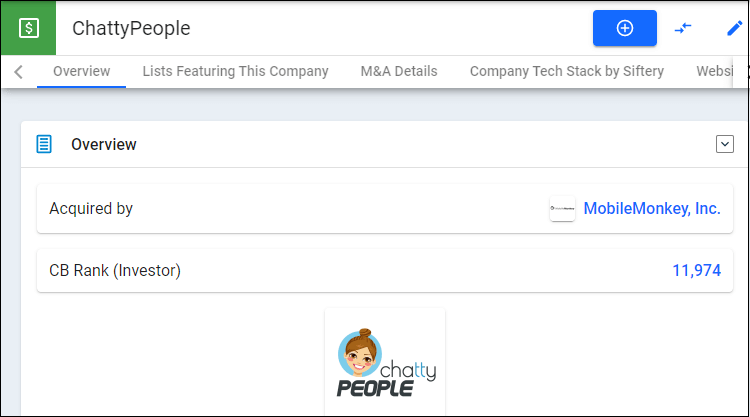 ChattyPeople
Overview Lists Featuring This Company M&A Details Company Tech Stack by Siftery Websi
Overview
Acquired by MobileMonkey, Inc.
CB Rank (Investor) 11,974
chatty
PEOPLE